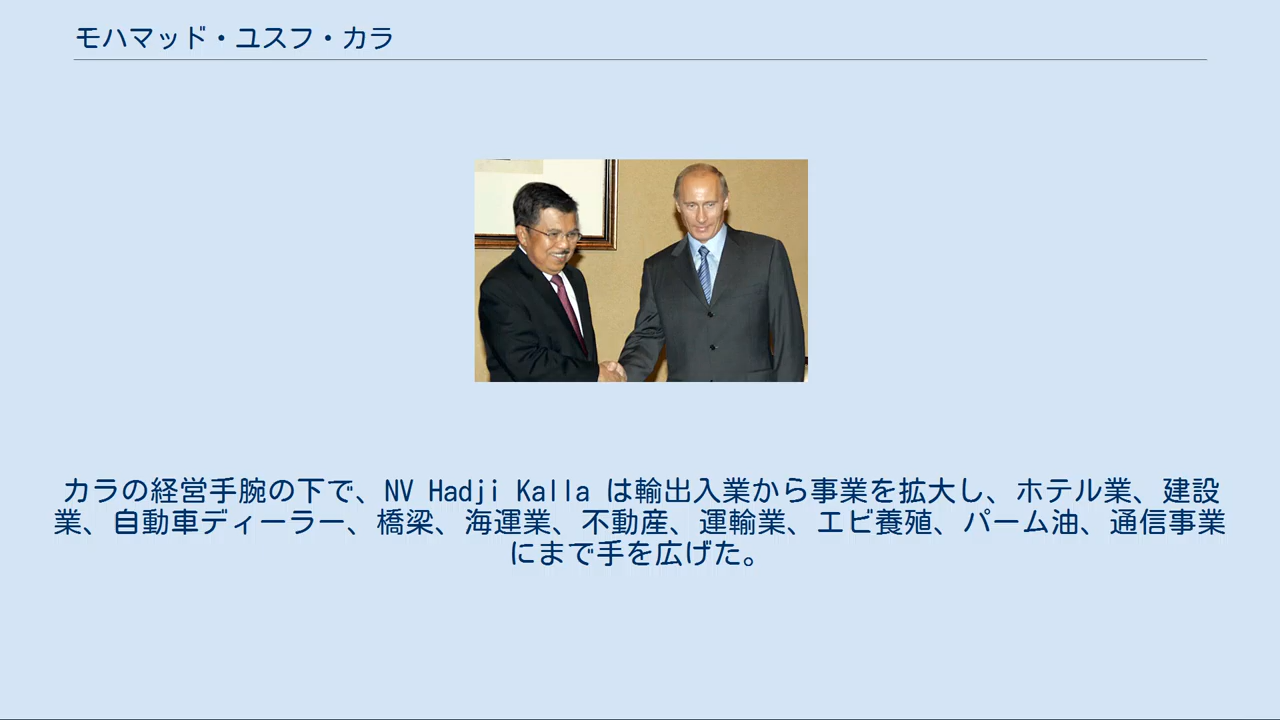 モハマッド・ユスフ・カラ
カラの経営手腕の下で、NV Hadji Kalla は輸出入業から事業を拡大し、ホテル業、建設
業、自動車ディーラー、橋梁、海運業、不動産、運輸業、エビ養殖、パーム油、通信事業
にまで手を広げた。